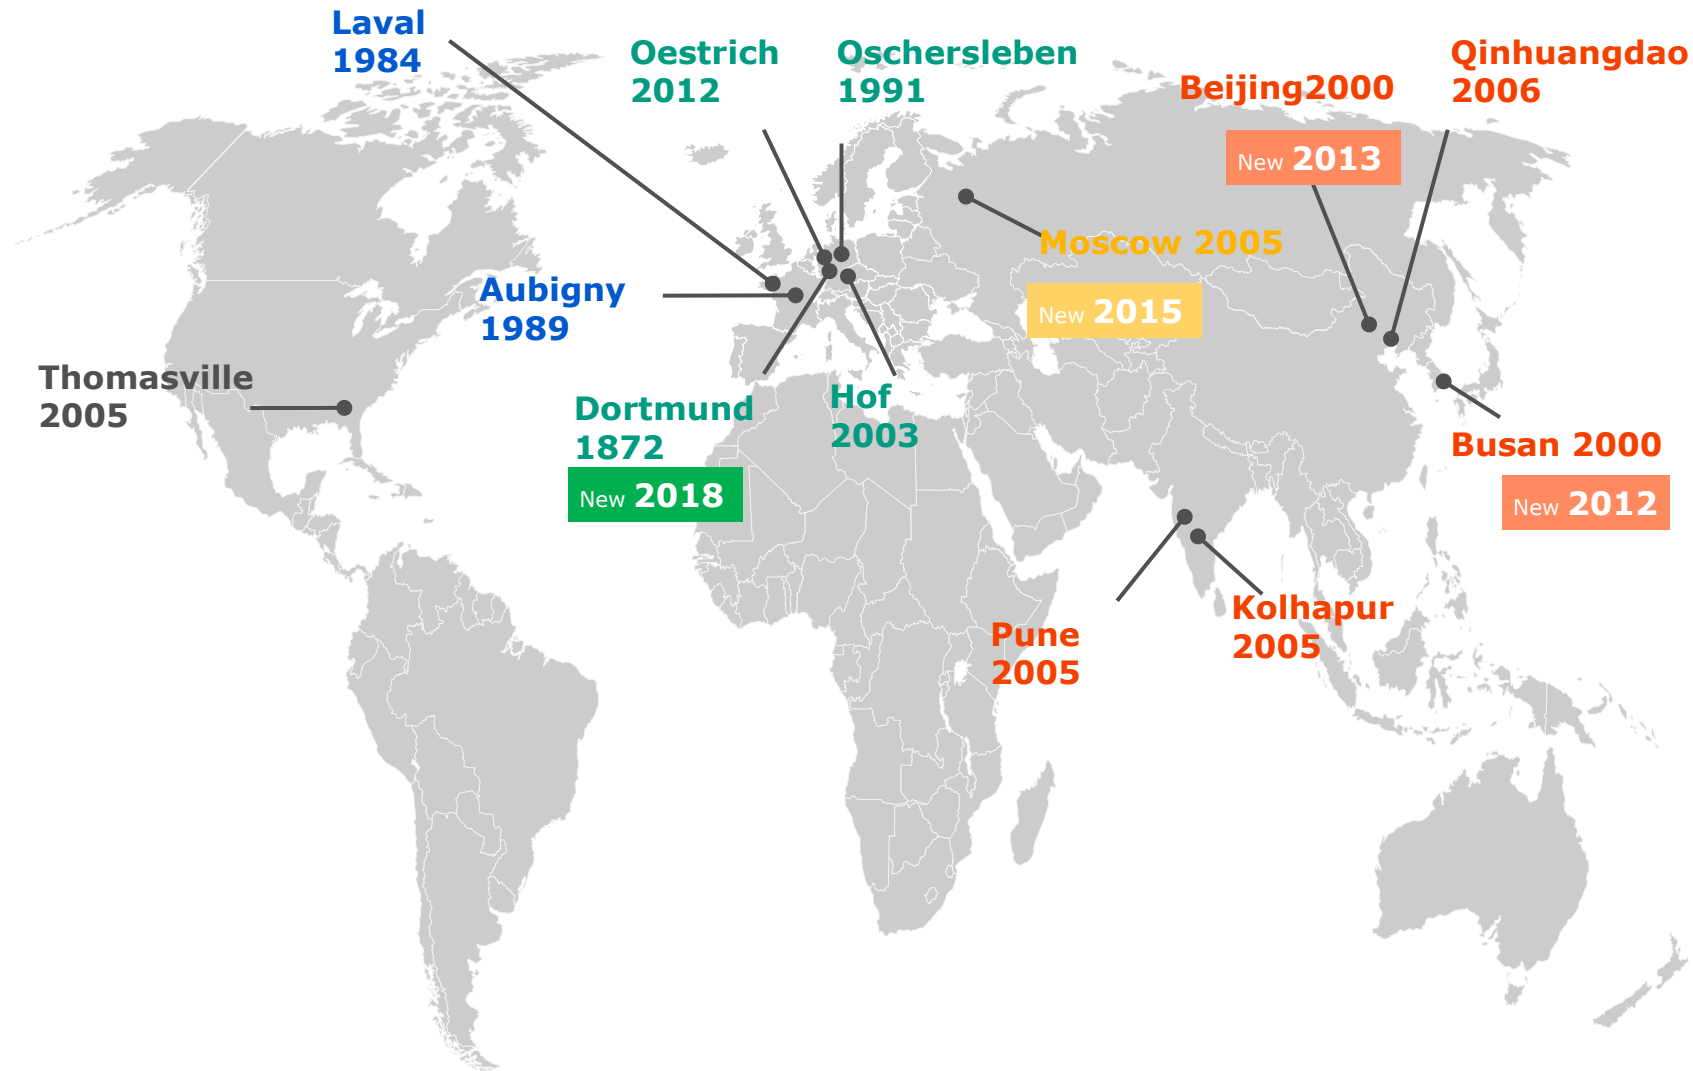 Laval
1984
Oestrich
2012
Oschersleben
1991
Beijing2000
New 2013
Qinhuangdao
2006
Moscow 2005
New 2015
Aubigny
1989
Thomasville
2005
Dortmund
1872
New 2018
Hof
2003
Busan 2000
New 2012
Pune
2005
Kolhapur
2005